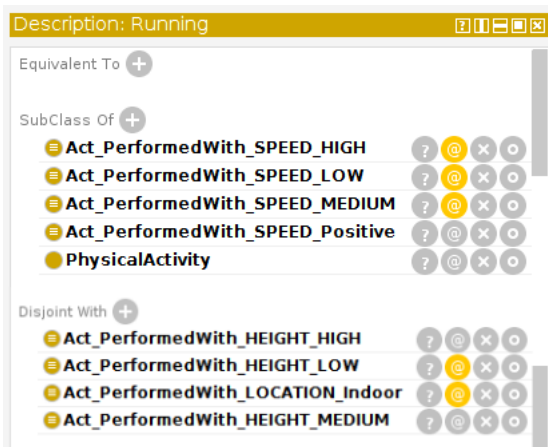 Description: Running
Equivalent To
SubClass Of
Act_PerformedWith_SPEED_HIGH
Act_PerformedWith_SPEED_LOW
Act_PerformedWith_SPEED_MEDIUM
Act_PerformedWith_SPEED_Positive
PhysicalActivity
Disjoint With
Act_PerformedWith_HEIGHT_HIGH
Act_PerformedWith_HEIGHT_LOW
Act_PerformedWith_LOCATION_Indoor
Act_PerformedWith_HEIGHT_MEDIUM